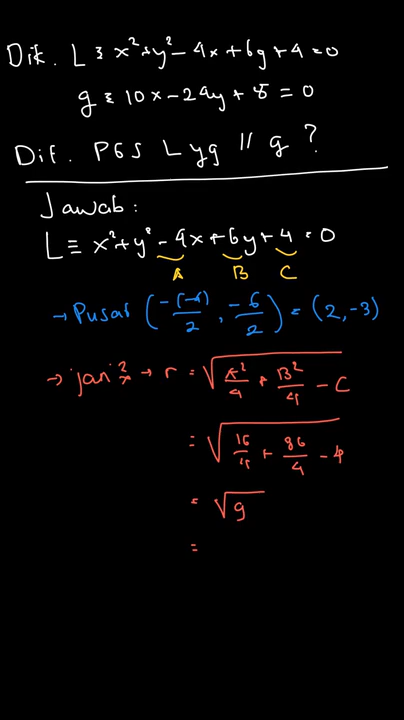 Dik. L ≡ x²+y²-4x+6y+4=0
g ≡ 10x-24y+8=0
Dit. PGS L yg // g ?
Jawab:
L ≡ x²+y²-4x+6y+4=0
A B C
→ Pusat (-(-4)/2, -6/2) = (2,-3)
→ jari² → r = √(A²/4 + B²/4 - C)
= √(16/4 + 36/4 - 4)
= √9
=